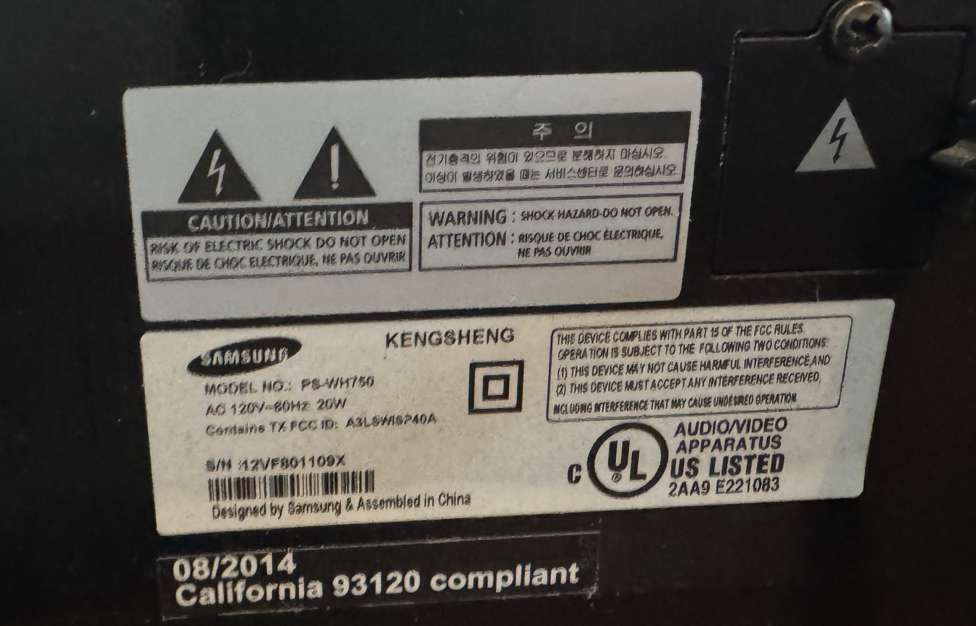 CAUTION/ATTENTION
RISK OF ELECTRIC SHOCK DO NOT OPEN
RISQUE DE CHOC ELECTRIQUE, NE PAS OUVRIR
주 의
전기충격의 위험이 있으므로 분해하지 마십시오.
이상이 발생하였을 때는 서비스센터로 문의하십시오.
WARNING : SHOCK HAZARD-DO NOT OPEN.
ATTENTION : RISQUE DE CHOC ÉLECTRIQUE,
NE PAS OUVRIR
SAMSUNG
KENGSHENG
MODEL NO.: PS-WH750
AC 120V~60Hz 20W
Contains TX FCC ID: A3LSWIS240A
S/N :12VF801109X
Designed by Samsung & Assembled in China
THIS DEVICE COMPLIES WITH PART 15 OF THE FCC RULES.
OPERATION IS SUBJECT TO THE FOLLOWING TWO CONDITIONS:
(1) THIS DEVICE MAY NOT CAUSE HARMFUL INTERFERENCE,AND
(2) THIS DEVICE MUST ACCEPT ANY INTERFERENCE RECEIVED,
INCLUDING INTERFERENCE THAT MAY CAUSE UNDESIRED OPERATION.
C UL ®
AUDIO/VIDEO
APPARATUS
US LISTED
2AA9 E221083
08/2014
California 93120 compliant